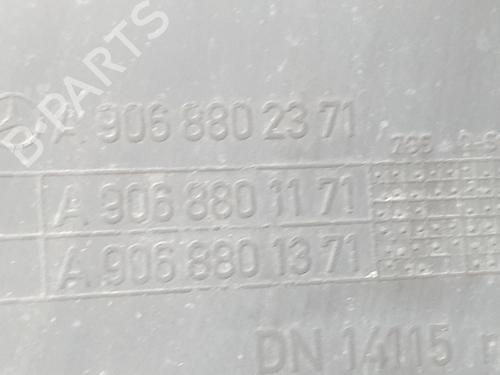 B-PARTS
A 906 880 23 71
A. 906 880 11 71
A. 906 880 13 71
DN 14115